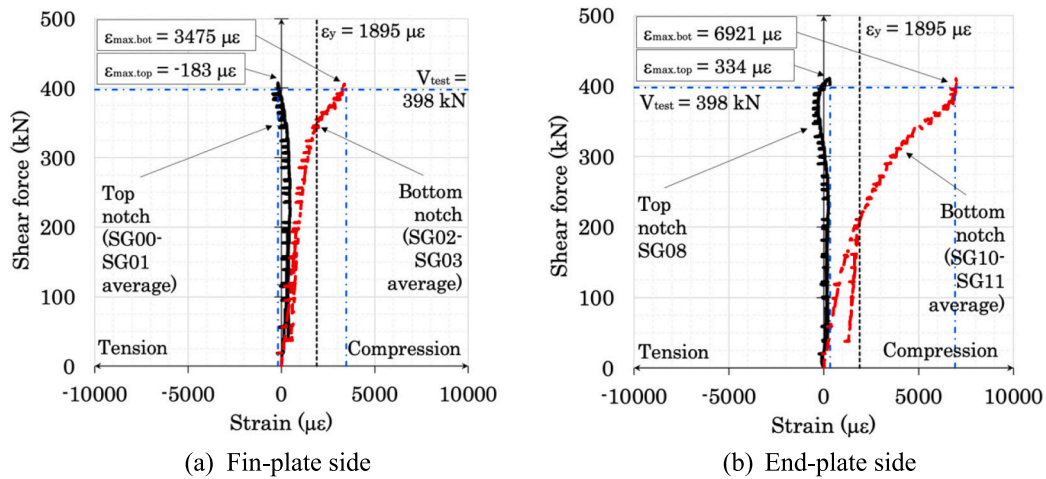 500
400
300
200
100
0
Shear force (kN)
εmax.bot = 3475 με
εmax.top = -183 με
εy = 1895 με
Vtest =
398 kN
Top
notch
(SG00-
SG01
average)
Bottom
notch
(SG02-
SG03
average)
Tension
Compression
-10000 -5000 0 5000 10000
Strain (με)
(a) Fin-plate side
500
400
300
200
100
0
Shear force (kN)
εmax.bot = 6921 με
εmax.top = 334 με
εy = 1895 με
Vtest = 398 kN
Top
notch
SG08
Bottom
notch
(SG10-
SG11
average)
Tension
Compression
-10000 -5000 0 5000 10000
Strain (με)
(b) End-plate side